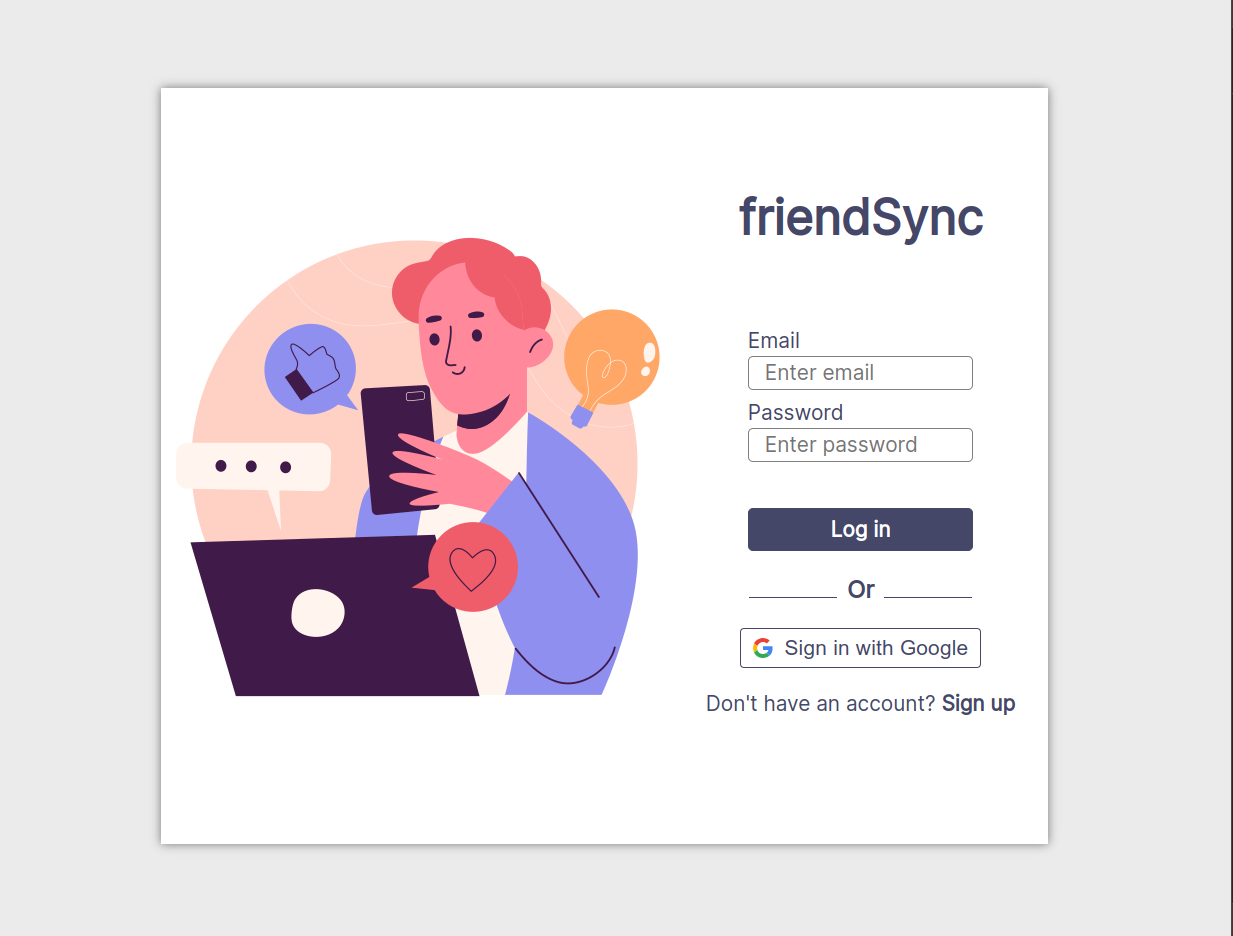 friendSync
Email
Enter email
Password
Enter password
Log in
Or
Sign in with Google
Don't have an account? Sign up